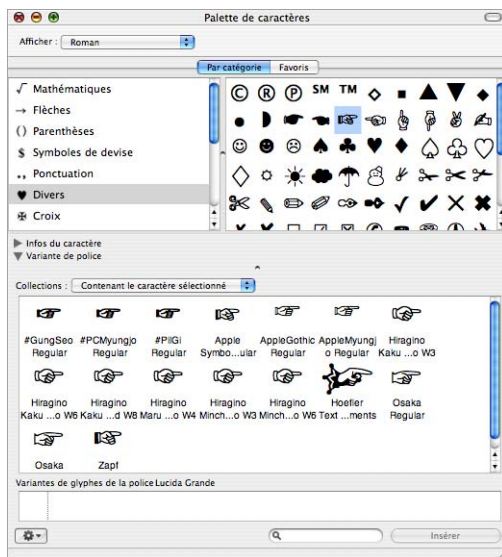 Palette de caractères
Afficher : Roman
Par catégorie Favoris
√ Mathématiques
→ Flèches
() Parenthèses
$ Symboles de devise
., Ponctuation
♥ Divers
✠ Croix
© ® ℗ SM TM
Infos du caractère
Variante de police
Collections : Contenant le caractère sélectionné
#GungSeo Regular
#PCMyungjo Regular
#PilGi Regular
Apple Symbo...ular
AppleGothic Regular
AppleMyungjo Regular
Hiragino Kaku ...o W3
Hiragino Kaku ...o W6
Hiragino Kaku ...d W8
Hiragino Maru ...o W4
Hiragino Minch...o W3
Hiragino Minch...o W6
Hoefler Text ...ments
Osaka Regular
Osaka
Zapf
Variantes de glyphes de la police Lucida Grande
Insérer